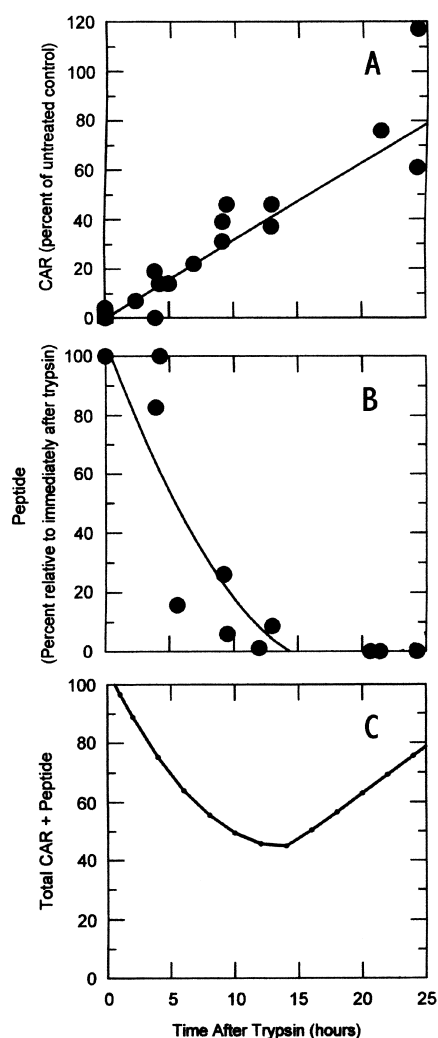 A
CAR (percent of untreated control)
120
100
80
60
40
20
0
B
Peptide
(Percent relative to immediately after trypsin)
100
80
60
40
20
0
C
Total CAR + Peptide
100
80
60
40
20
0
0 5 10 15 20 25
Time After Trypsin (hours)